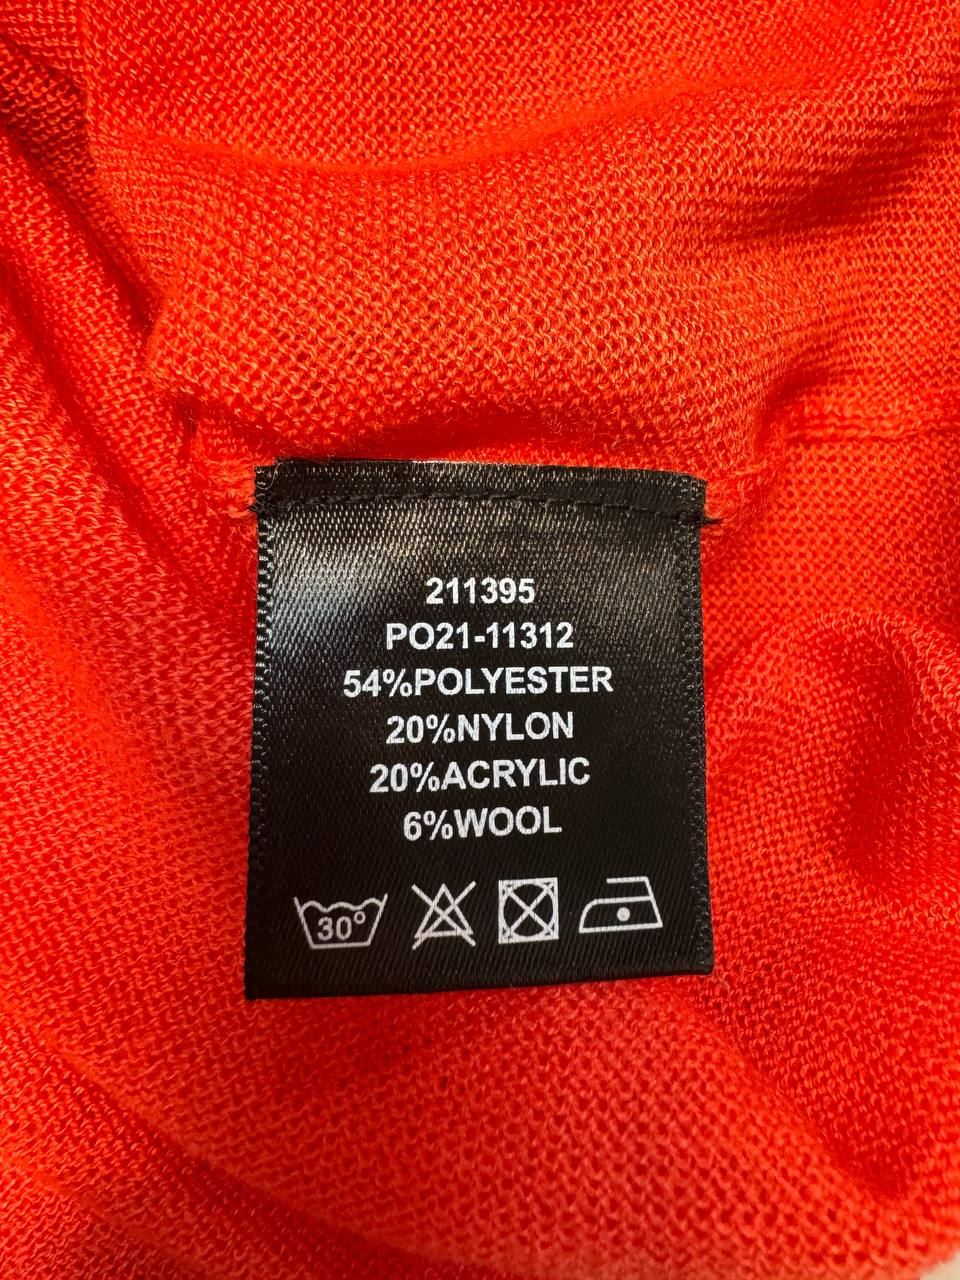 211395
PO21-11312
54%POLYESTER
20%NYLON
20%ACRYLIC
6%WOOL
30°